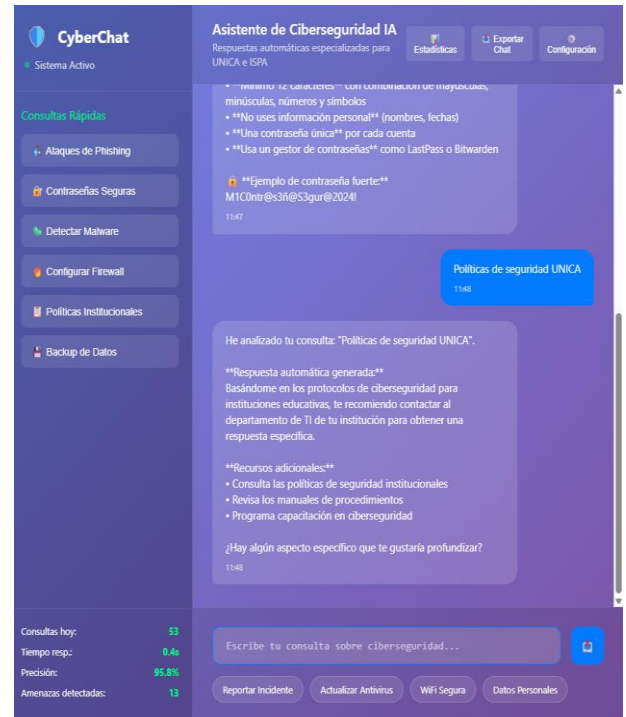 CyberChat
Sistema Activo
Consultas Rápidas
Ataques de Phishing
Contraseñas Seguras
Detectar Malware
Configurar Firewall
Políticas Institucionales
Backup de Datos
Consultas hoy: 53
Tiempo resp.: 0.4s
Precisión: 95.8%
Amenazas detectadas: 13
Asistente de Ciberseguridad IA
Respuestas automáticas especializadas para
UNICA e ISPA
Estadísticas
Exportar
Chat
Configuración
• **Mínimo 12 caracteres** con combinación de mayúsculas,
minúsculas, números y símbolos
• **No uses información personal** (nombres, fechas)
• **Una contraseña única** por cada cuenta
• **Usa un gestor de contraseñas** como LastPass o Bitwarden
**Ejemplo de contraseña fuerte:**
M1C0ntr@s3ñ@S3gur@2024!
11:47
Políticas de seguridad UNICA
11:48
He analizado tu consulta: "Políticas de seguridad UNICA".
**Respuesta automática generada:**
Basándome en los protocolos de ciberseguridad para
instituciones educativas, te recomiendo contactar al
departamento de TI de tu institución para obtener una
respuesta específica.
**Recursos adicionales:**
• Consulta las políticas de seguridad institucionales
• Revisa los manuales de procedimientos
• Programa capacitación en ciberseguridad
¿Hay algún aspecto específico que te gustaría profundizar?
11:48
Escribe tu consulta sobre ciberseguridad...
Reportar Incidente
Actualizar Antivirus
WiFi Segura
Datos Personales